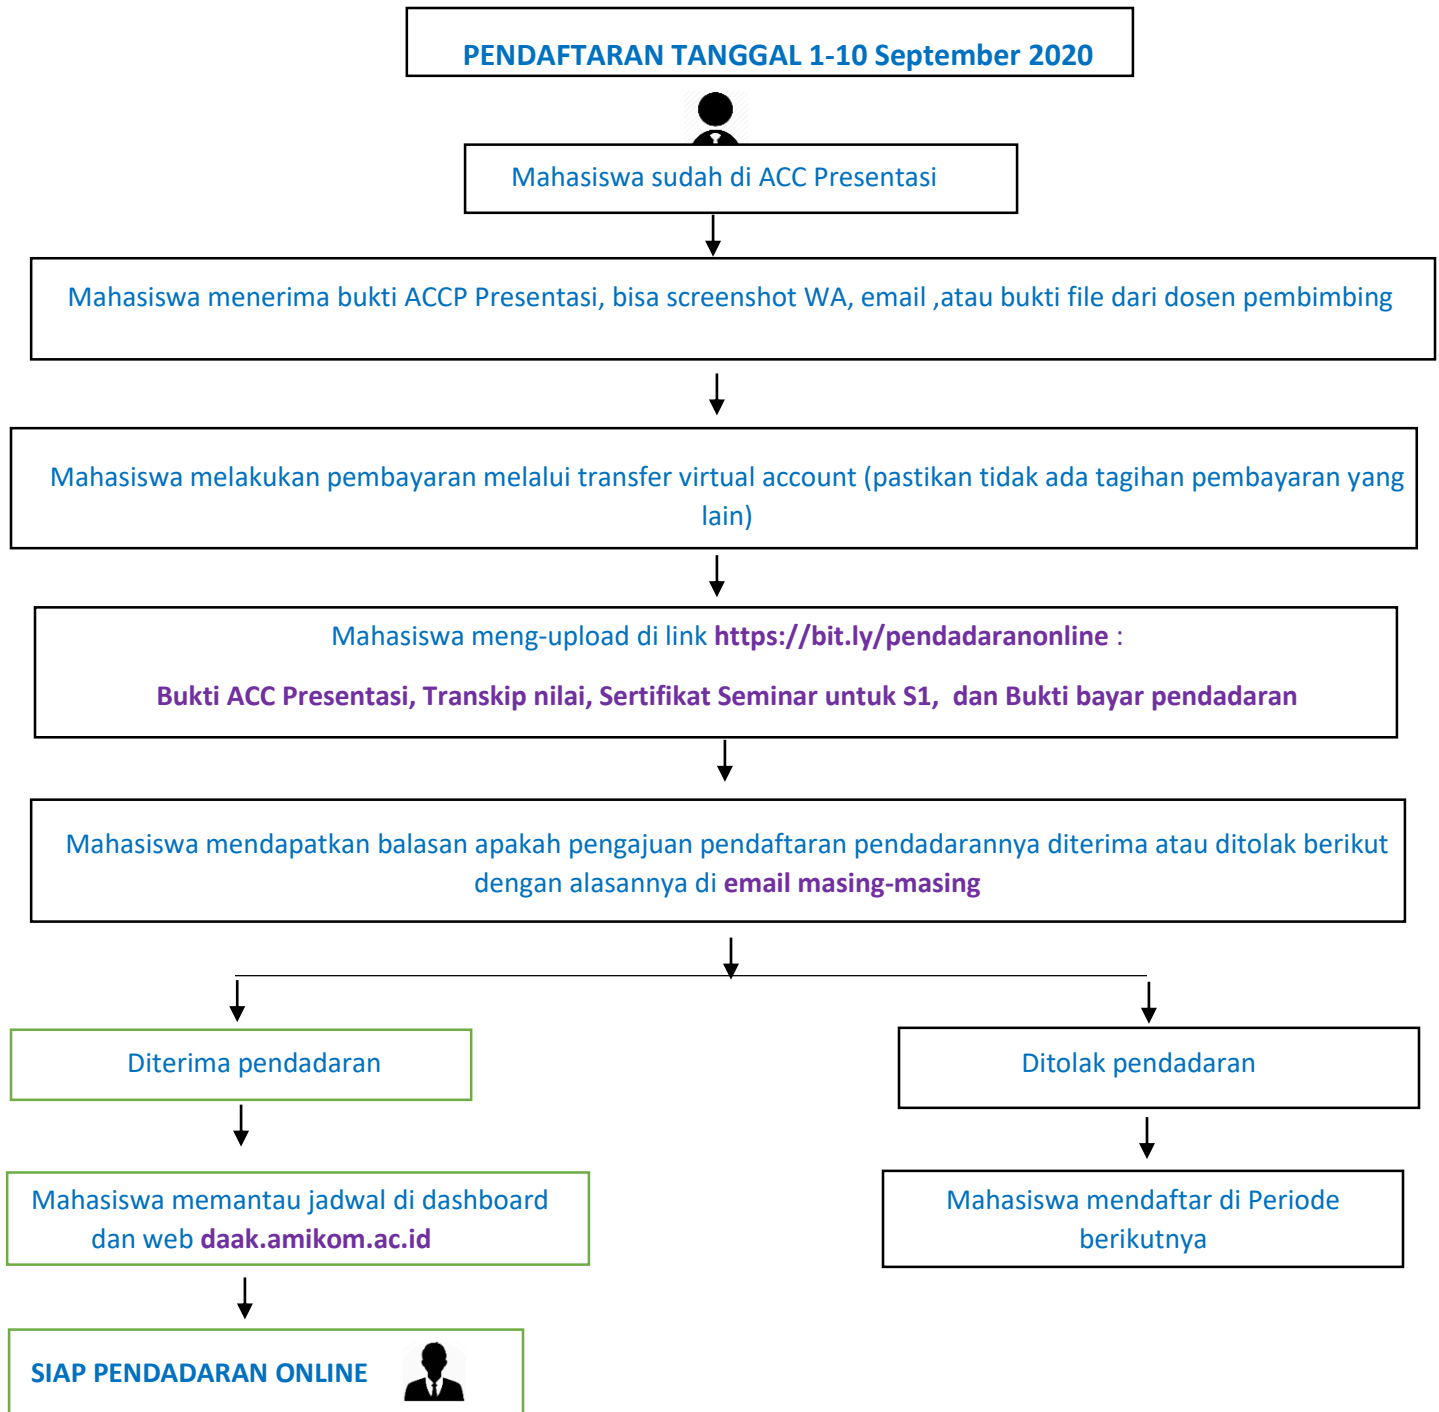 PENDAFTARAN TANGGAL 1-10 September 2020
Mahasiswa sudah di ACC Presentasi
Mahasiswa menerima bukti ACCP Presentasi, bisa screenshot WA, email ,atau bukti file dari dosen pembimbing
Mahasiswa melakukan pembayaran melalui transfer virtual account (pastikan tidak ada tagihan pembayaran yang
lain)
Mahasiswa meng-upload di link https://bit.ly/pendadaranonline :
Bukti ACC Presentasi, Transkip nilai, Sertifikat Seminar untuk S1,  dan Bukti bayar pendadaran
Mahasiswa mendapatkan balasan apakah pengajuan pendaftaran pendadarannya diterima atau ditolak berikut
dengan alasannya di email masing-masing
Diterima pendadaran
Ditolak pendadaran
Mahasiswa memantau jadwal di dashboard
dan web daak.amikom.ac.id
Mahasiswa mendaftar di Periode
berikutnya
SIAP PENDADARAN ONLINE